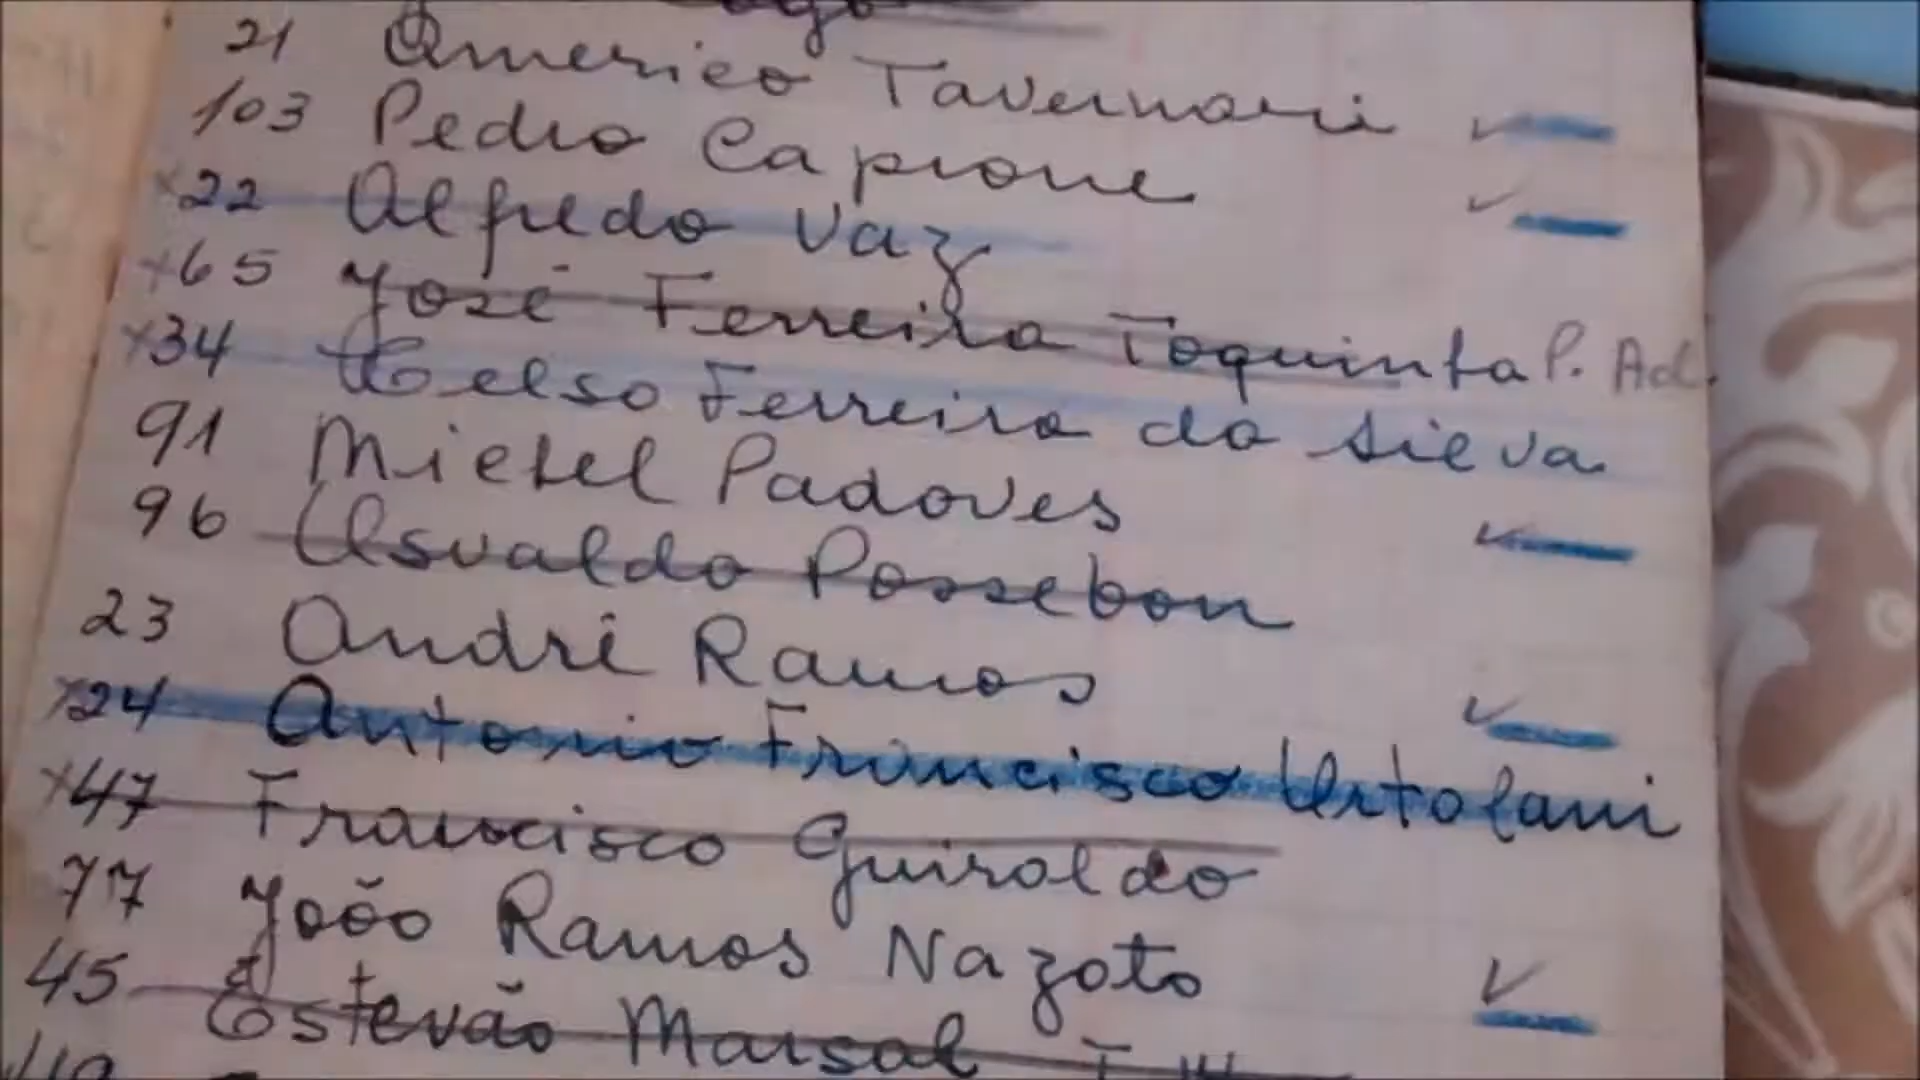 21 Americo Tavernari
103 Pedro Capione
x22 Alfredo Vaz
x65 José Ferreira Toquinta P. Ad.
x34 Celso Ferreira da Silva
91 Michel Padoves
96 Osvaldo Possebon
23 André Ramos
x24 Antonio Francisco Ortolani
x47 Francisco Guiraldo
77 João Ramos Nazoto
45 Estevão Marsal